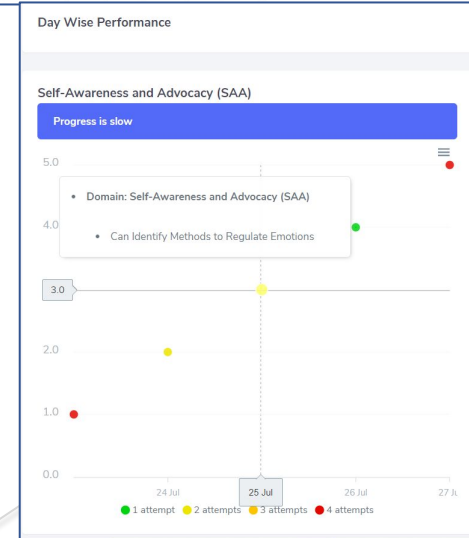 Day Wise Performance
Self-Awareness and Advocacy (SAA)
Progress is slow
5.0
Domain: Self-Awareness and Advocacy (SAA)
4.0
Can Identify Methods to Regulate Emotions
3.0
2.0
1.0
0.0
24 Jul 25 Jul 26 Jul
1 attempt 2 attempts 3 attempts 4 attempts